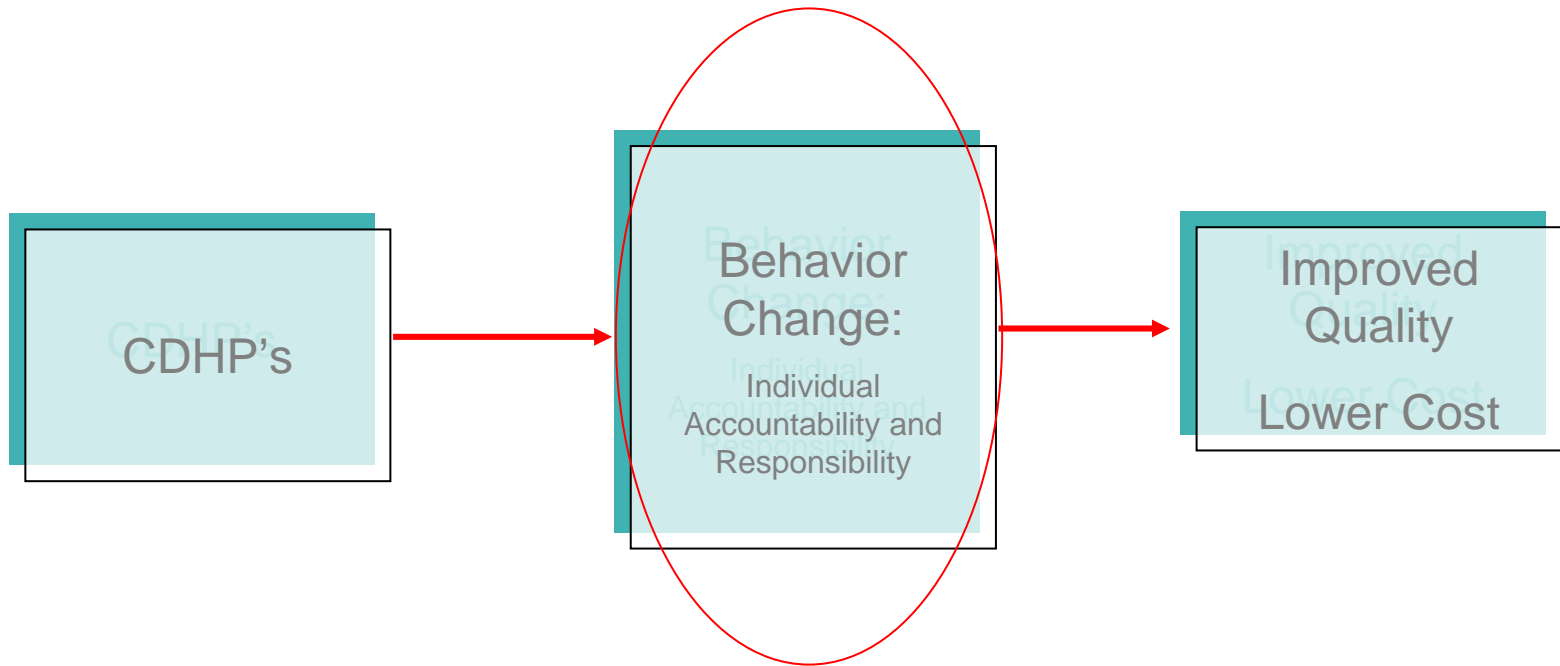 CDHP’s
Behavior
Change:
Individual
Accountability and
Responsibility
Improved
Quality
Lower Cost